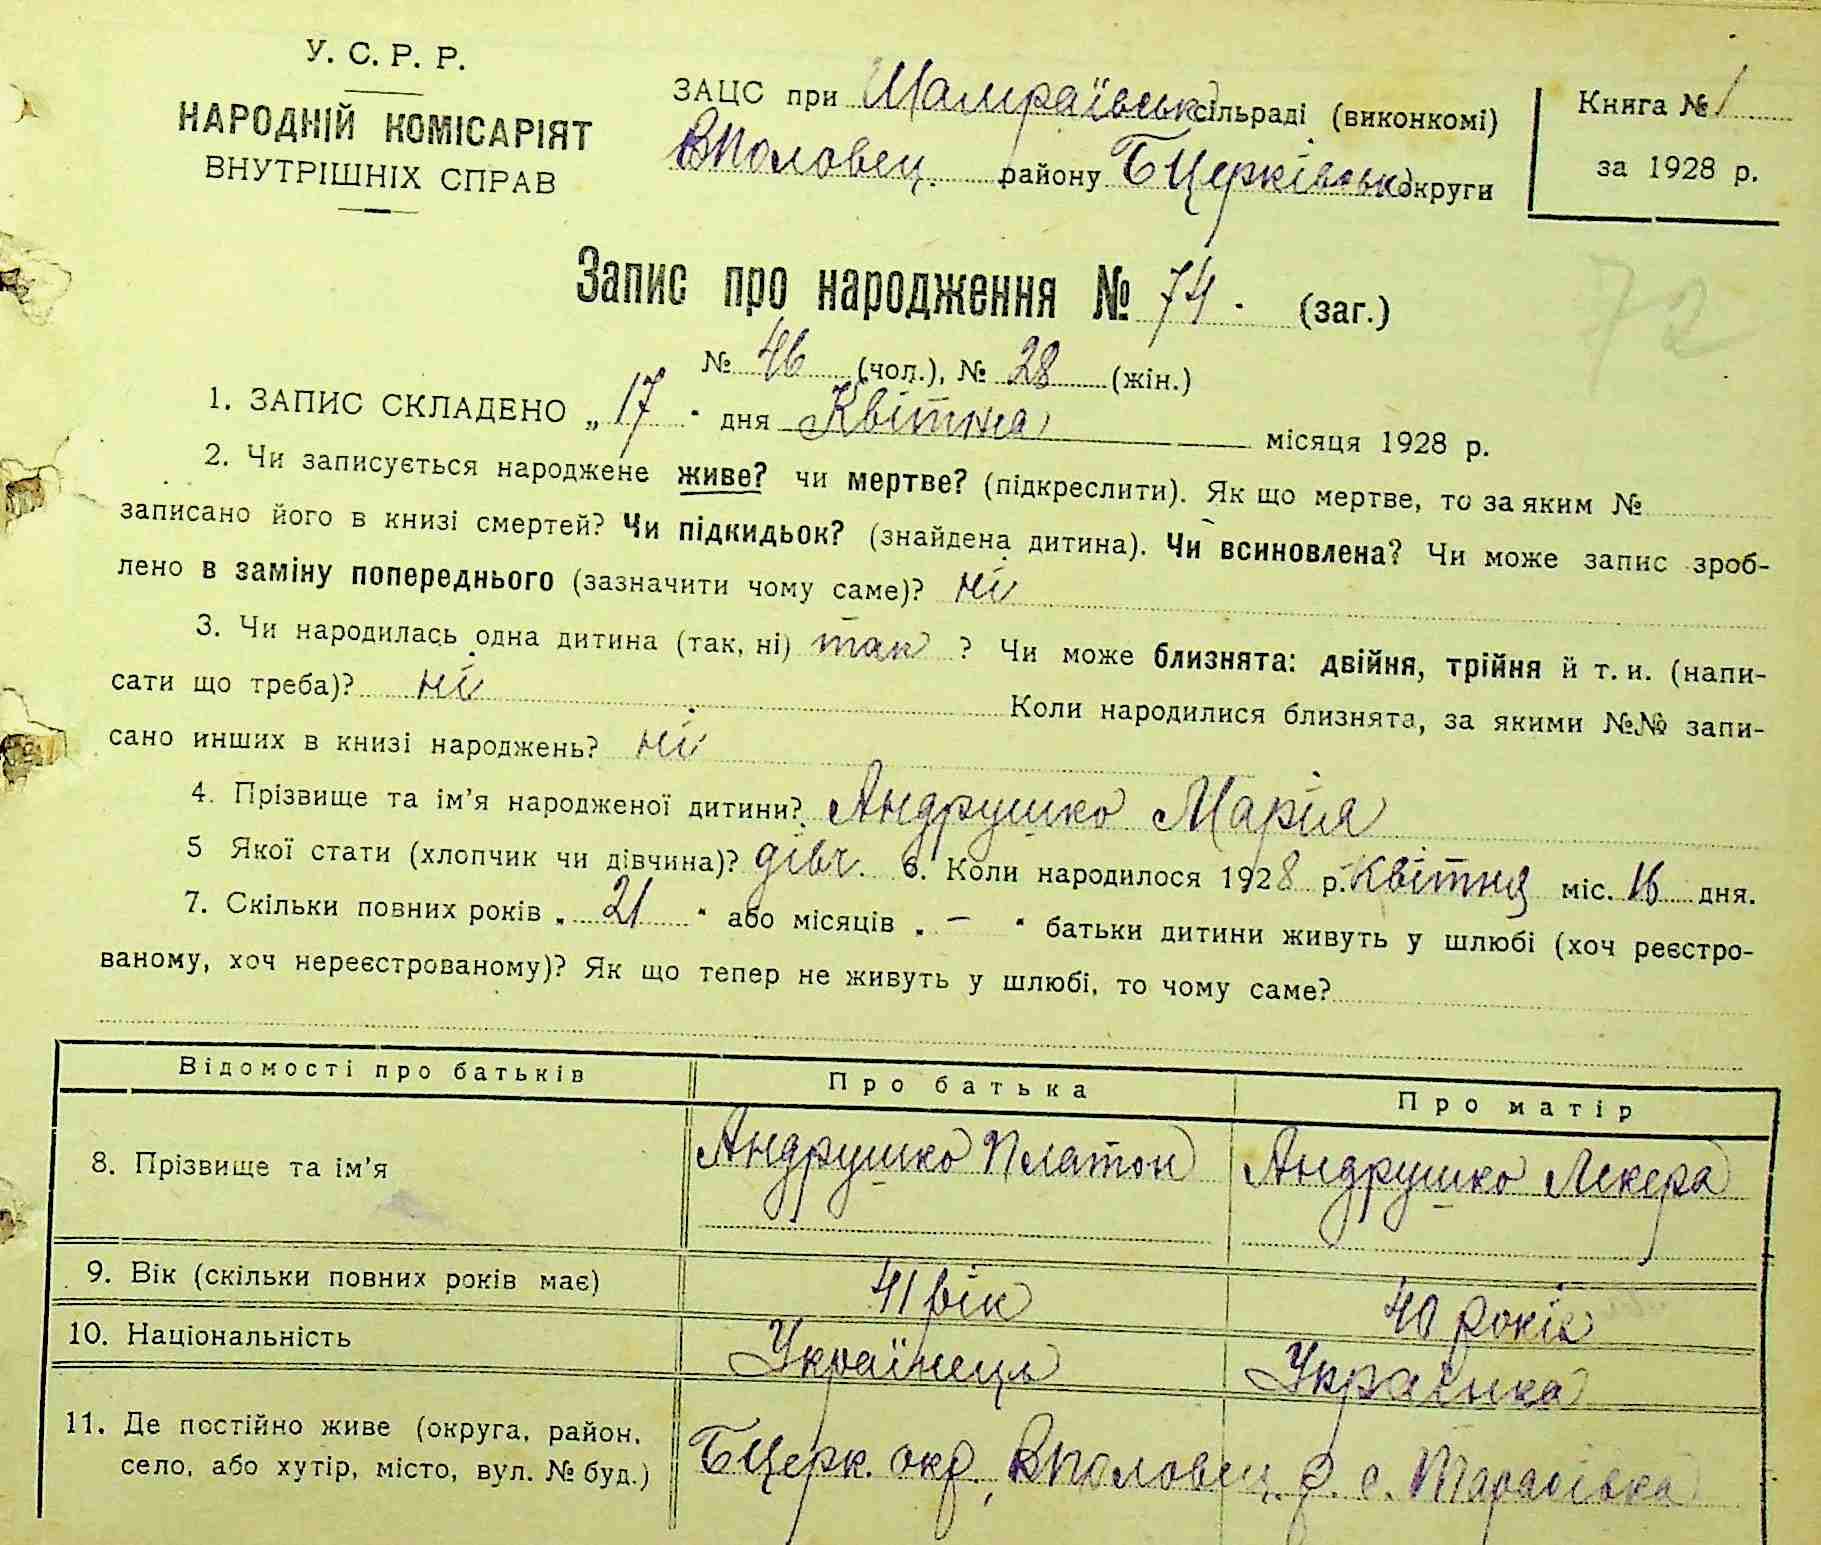 У. С. Р. Р.
НАРОДНІЙ КОМІСАРІЯТ
ВНУТРІШНІХ СПРАВ
ЗАЦС при Шамраївськ сільраді (виконкомі)
ВПоловец. району БЦерківськ округи
Книга № 1
за 1928 р.
Запис про народження № 74. (заг.)
72
№ 46 (чол.), № 28 (жін.)
1. ЗАПИС СКЛАДЕНО „ 17 " дня Квітня місяця 1928 р.
2. Чи записується народжене живе? чи мертве? (підкреслити). Як що мертве, то за яким №
записано його в книзі смертей? Чи підкидьок? (знайдена дитина). Чи всиновлена? Чи може запис зроб-
лено в заміну попереднього (зазначити чому саме)? ні
3. Чи народилась одна дитина (так, ні) так ? Чи може близнята: двійня, трійня й т. и. (напи-
сати що треба)? ні Коли народилися близнята, за якими №№ запи-
сано инших в книзі народжень? ні
4. Прізвище та ім'я народженої дитини? Андрушко Марія
5 Якої стати (хлопчик чи дівчина)? дівч. 6. Коли народилося 1928 р. Квітня міс. 16 дня.
7. Скільки повних років „ 21 " або місяців „ — " батьки дитини живуть у шлюбі (хоч реєстро-
ваному, хоч нереєстрованому)? Як що тепер не живуть у шлюбі, то чому саме?
Відомості про батьків Про батька Про матір
8. Прізвище та ім'я Андрушко Платон Андрушко Лекера
9. Вік (скільки повних років має) 41 вік 40 років
10. Національність Українець Українка
11. Де постійно живе (округа, район,
село, або хутір, місто, вул. № буд.) БЦерк. окр, ВПоловец. р. с. Тарасівка